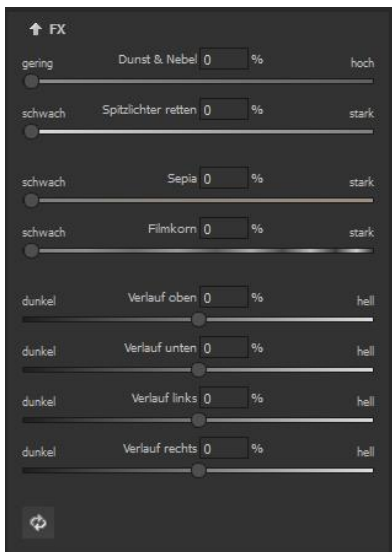 FX
Dunst & Nebel 0 %
gering hoch
Spitzlichter retten 0 %
schwach stark
Sepia 0 %
schwach stark
Filmkorn 0 %
schwach stark
Verlauf oben 0 %
dunkel hell
Verlauf unten 0 %
dunkel hell
Verlauf links 0 %
dunkel hell
Verlauf rechts 0 %
dunkel hell